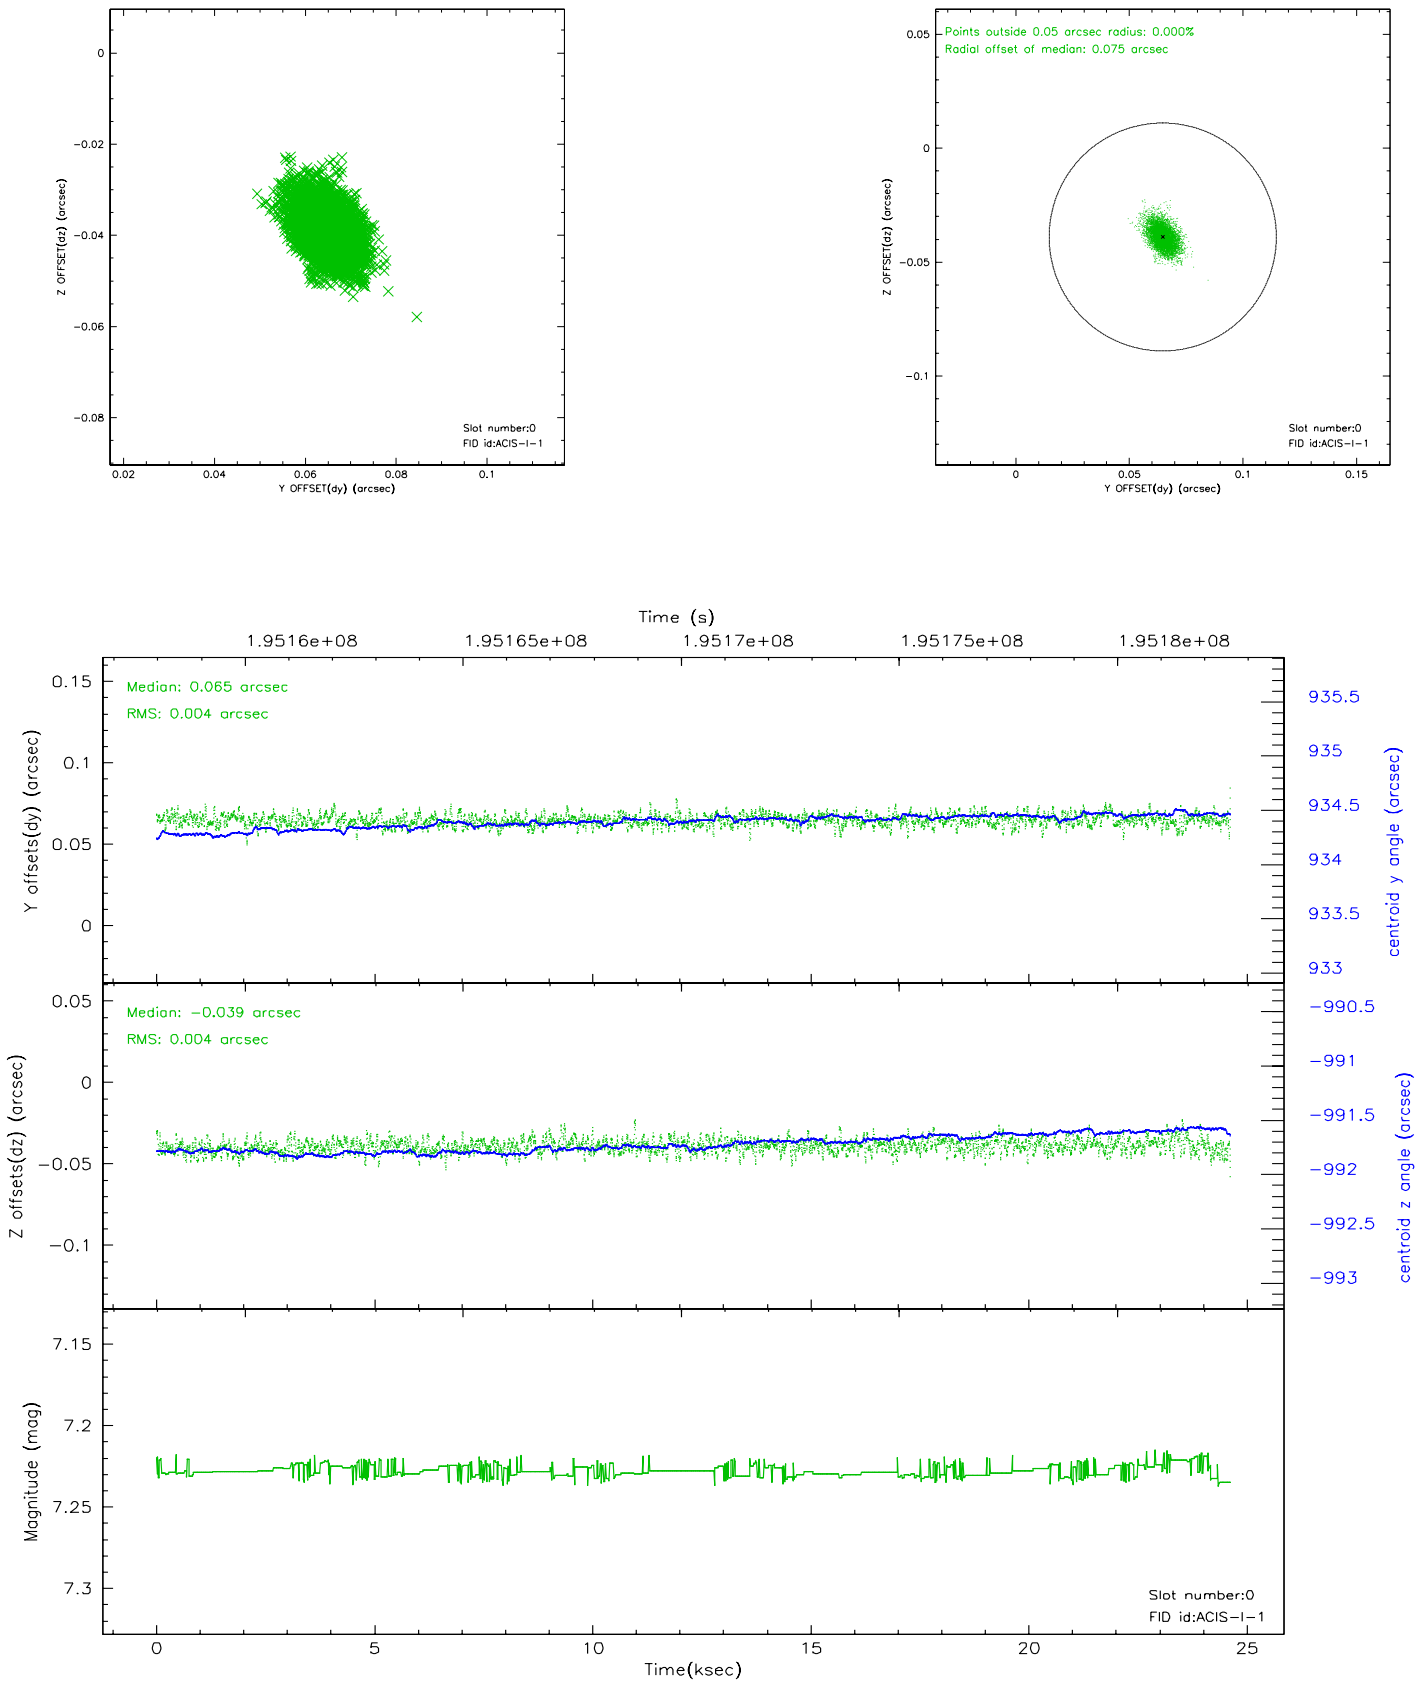 0
−0.02
−0.04
−0.06
−0.08
Z OFFSET(dz) (arcsec)
Slot number:0
FID id:ACIS−I−1
0.02 0.04 0.06 0.08 0.1
Y OFFSET(dy) (arcsec)
Points outside 0.05 arcsec radius: 0.000%
Radial offset of median: 0.075 arcsec
0.05
0
−0.05
−0.1
Z OFFSET(dz) (arcsec)
Slot number:0
FID id:ACIS−I−1
0 0.05 0.1 0.15
Y OFFSET(dy) (arcsec)
Time (s)
1.9516e+08 1.95165e+08 1.9517e+08 1.95175e+08 1.9518e+08
Median: 0.065 arcsec
RMS: 0.004 arcsec
0.15
0.1
0.05
0
Y offsets(dy) (arcsec)
935.5
935
934.5
934
933.5
933
centroid y angle (arcsec)
Median: −0.039 arcsec
RMS: 0.004 arcsec
0.05
0
−0.05
−0.1
Z offsets(dz) (arcsec)
−990.5
−991
−991.5
−992
−992.5
−993
centroid z angle (arcsec)
7.15
7.2
7.25
7.3
Magnitude (mag)
Slot number:0
FID id:ACIS−I−1
0 5 10 15 20 25
Time(ksec)